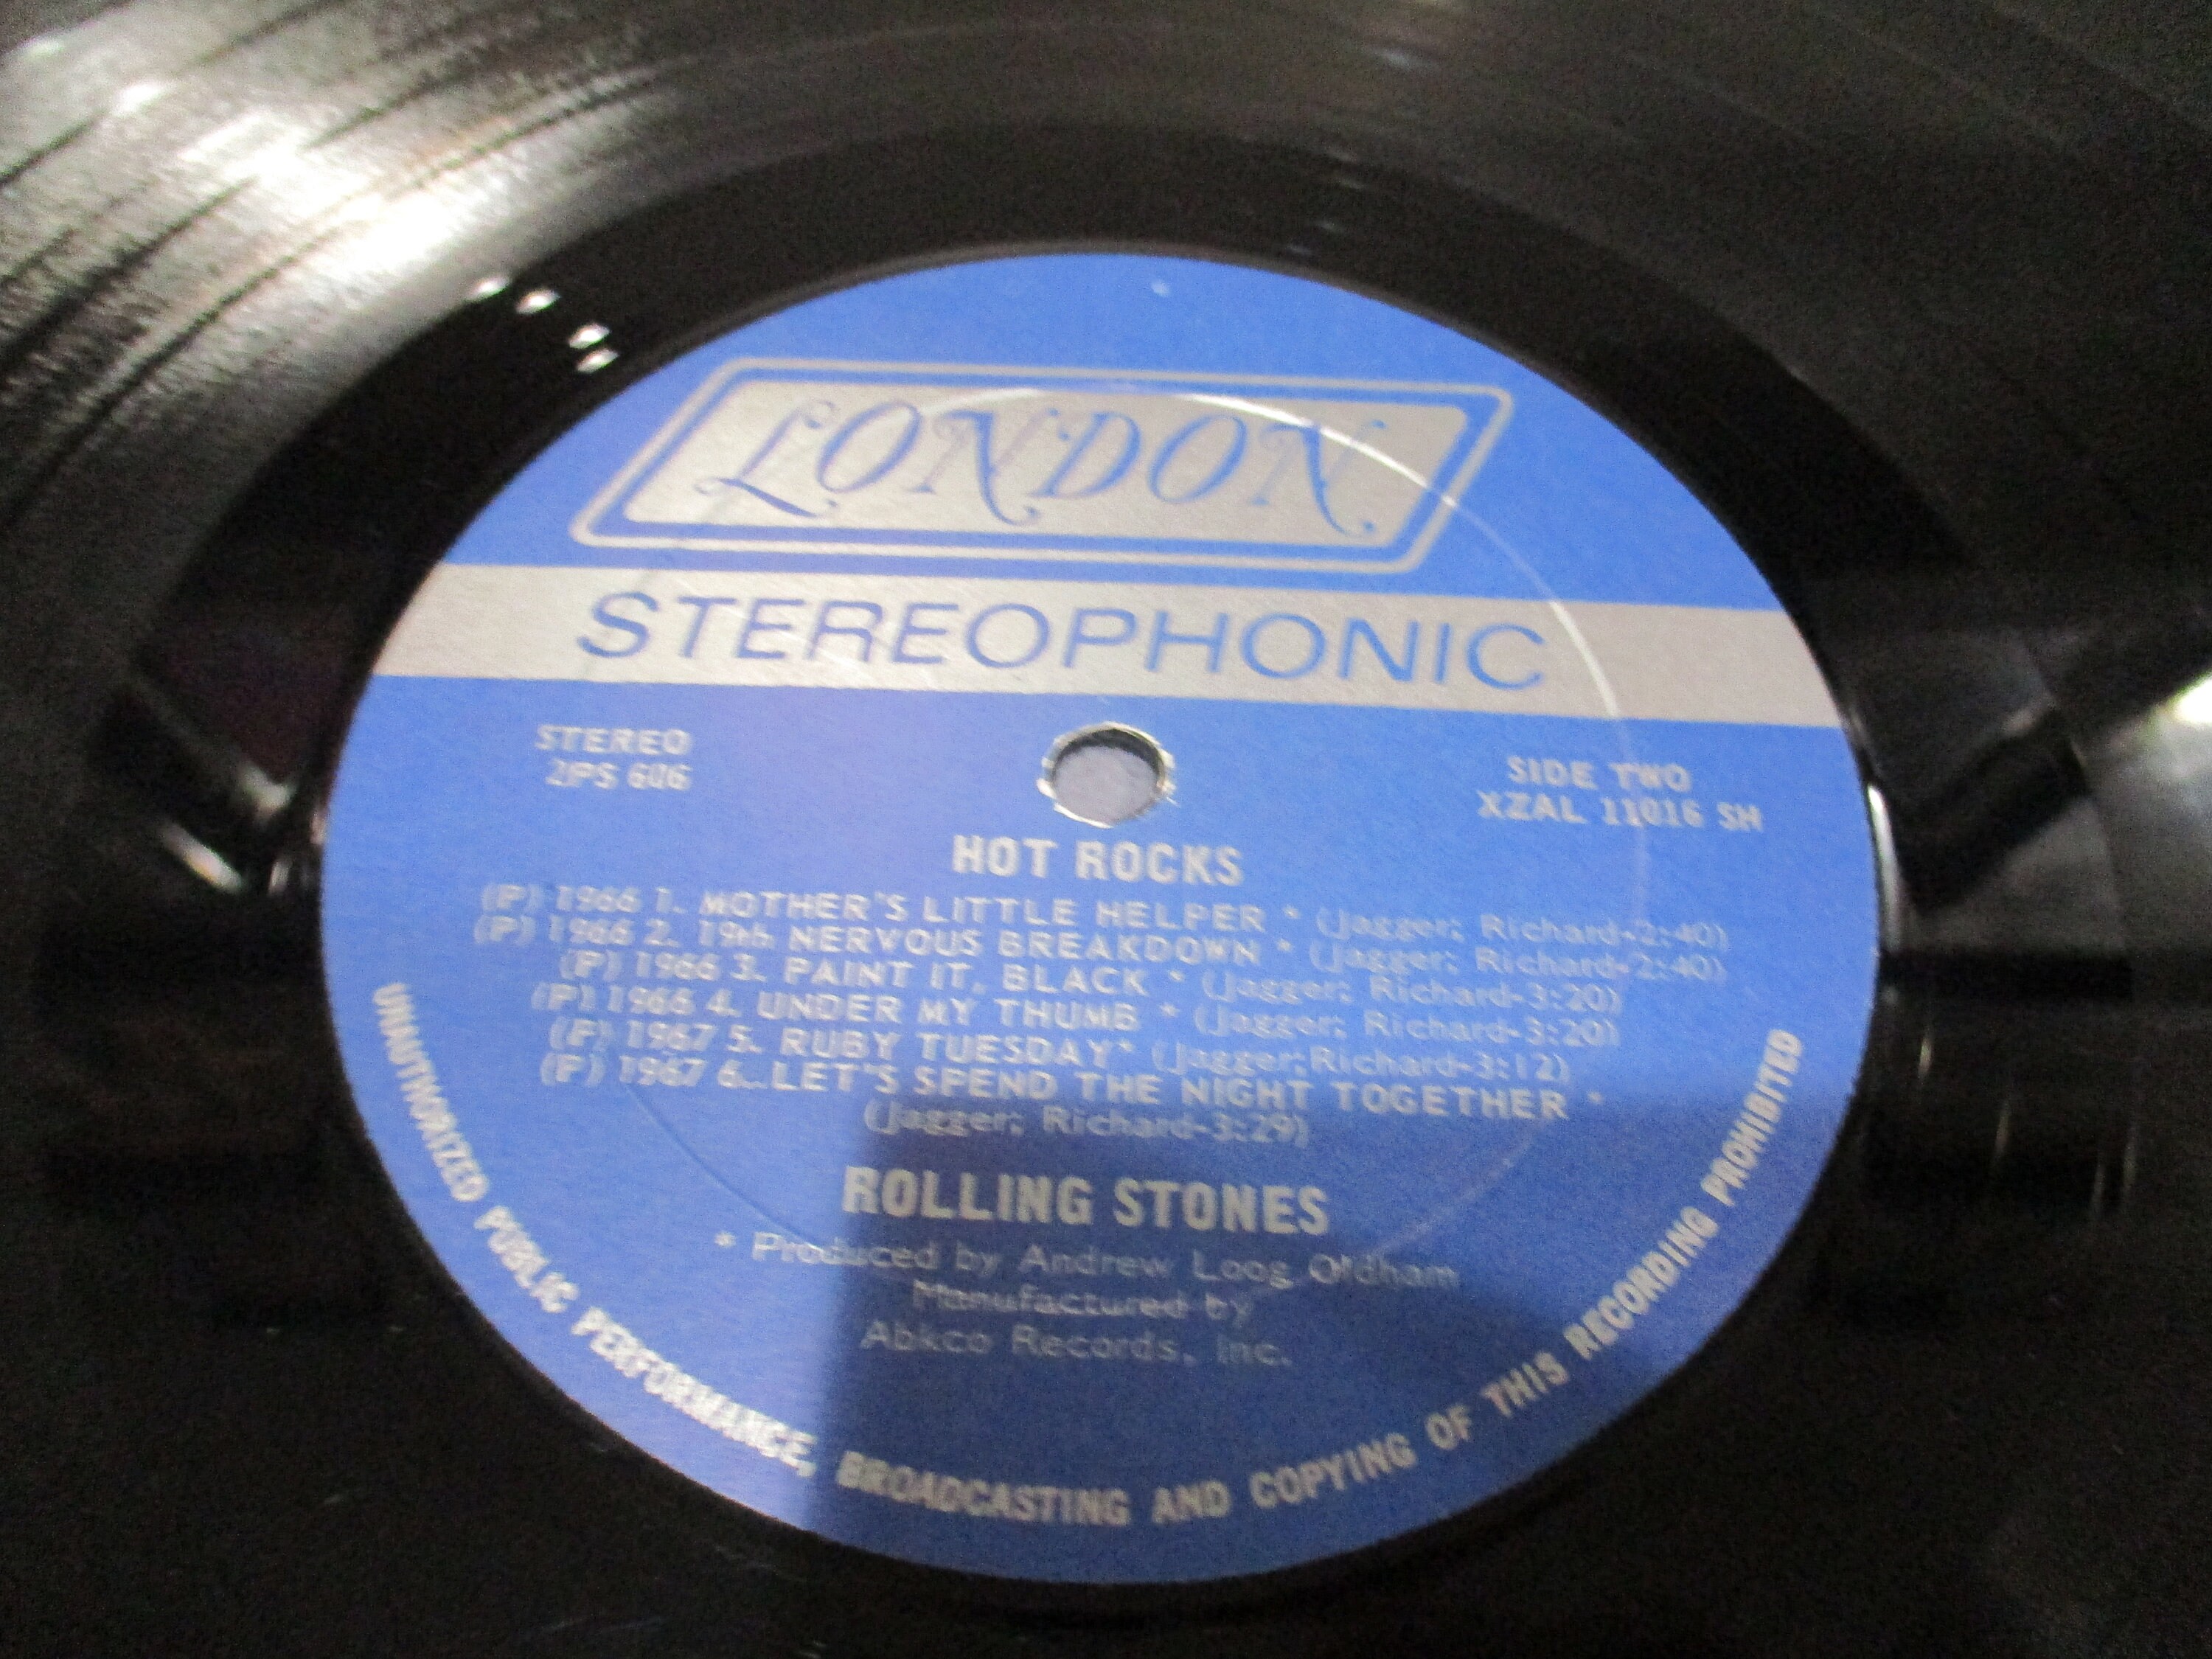 LONDON
STEREOPHONIC
STEREO
2PS 606
SIDE TWO
XZAL 11016 SH
HOT ROCKS
(P) 1966 1. MOTHER'S LITTLE HELPER * (Jagger; Richard-2:40)
(P) 1966 2. 19th NERVOUS BREAKDOWN * (Jagger; Richard-2:40)
(P) 1966 3. PAINT IT, BLACK * (Jagger; Richard-3:20)
(P) 1966 4. UNDER MY THUMB * (Jagger; Richard-3:20)
(P) 1967 5. RUBY TUESDAY* (Jagger;Richard-3:12)
(P) 1967 6. LET'S SPEND THE NIGHT TOGETHER *
(Jagger; Richard-3:29)
ROLLING STONES
* Produced by Andrew Loog Oldham
Manufactured by
Abkco Records, Inc.
UNAUTHORIZED PUBLIC PERFORMANCE, BROADCASTING AND COPYING OF THIS RECORDING PROHIBITED